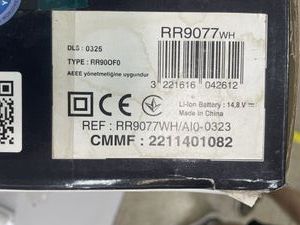 RR9077WH
DLS : 0325
TYPE : RR90OF0
AEEE yönetmeliğine uygundur
3 221616 042612
CE
Li-Ion Battery : 14,8 V
Made in China
REF : RR9077WH/AI0-0323
CMMF : 2211401082